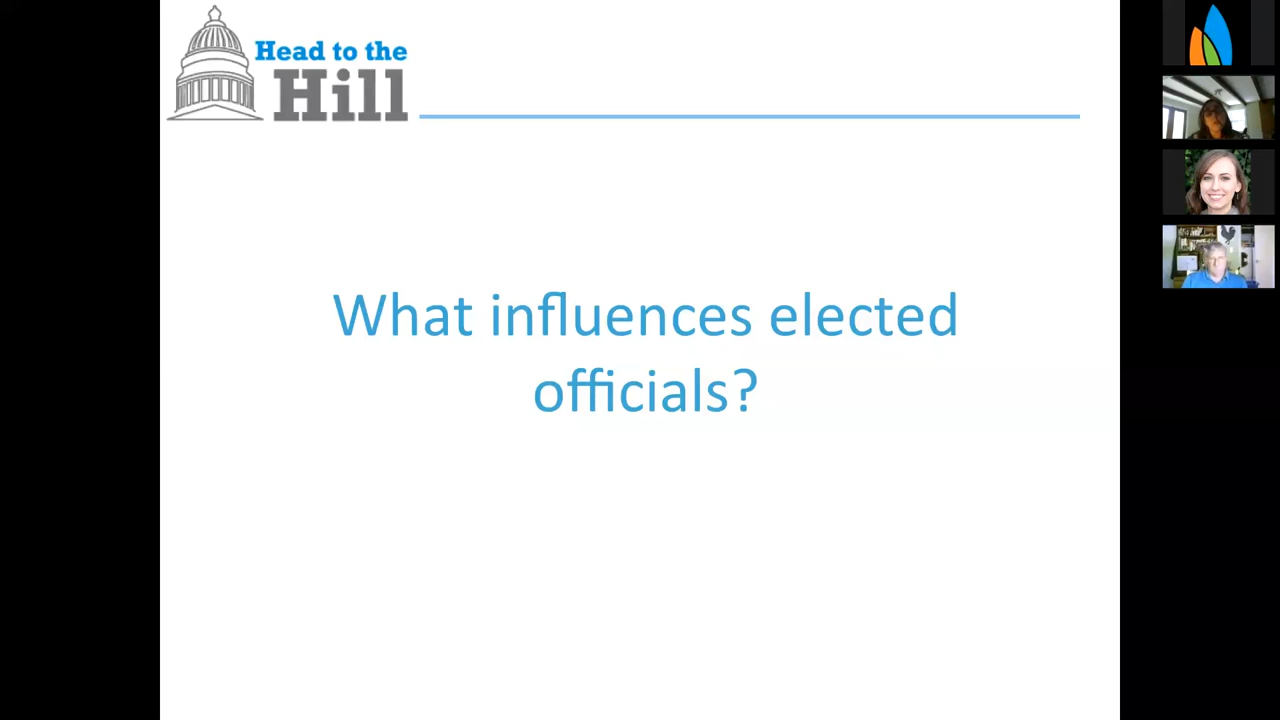 Head to the
Hill
What influences elected
officials?